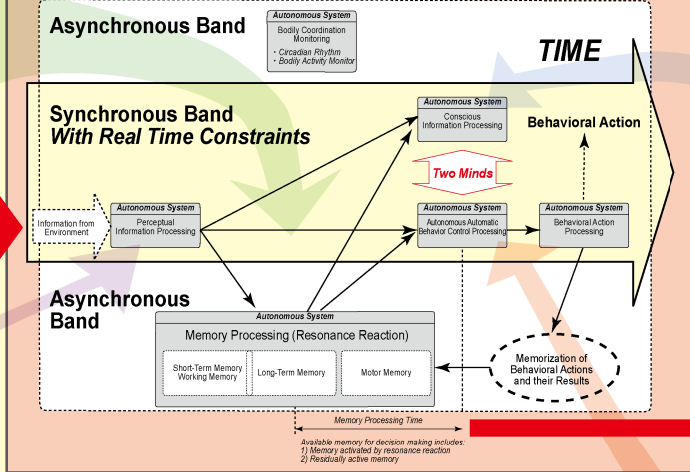 Asynchronous Band
Autonomous System
Bodily Coordination
Monitoring
・Circadian Rhythm
・Bodily Activity Monitor
TIME
Synchronous Band
With Real Time Constraints
Autonomous System
Conscious
Information Processing
Behavioral Action
Two Minds
Information from
Environment
Autonomous System
Perceptual
Information Processing
Autonomous System
Autonomous Automatic
Behavior Control Processing
Autonomous System
Behavioral Action
Processing
Asynchronous
Band
Autonomous System
Memory Processing (Resonance Reaction)
Short-Term Memory
Working Memory
Long-Term Memory
Motor Memory
Memorization of
Behavioral Actions
and their Results
Memory Processing Time
Available memory for decision making includes:
1) Memory activated by resonance reaction
2) Residually active memory